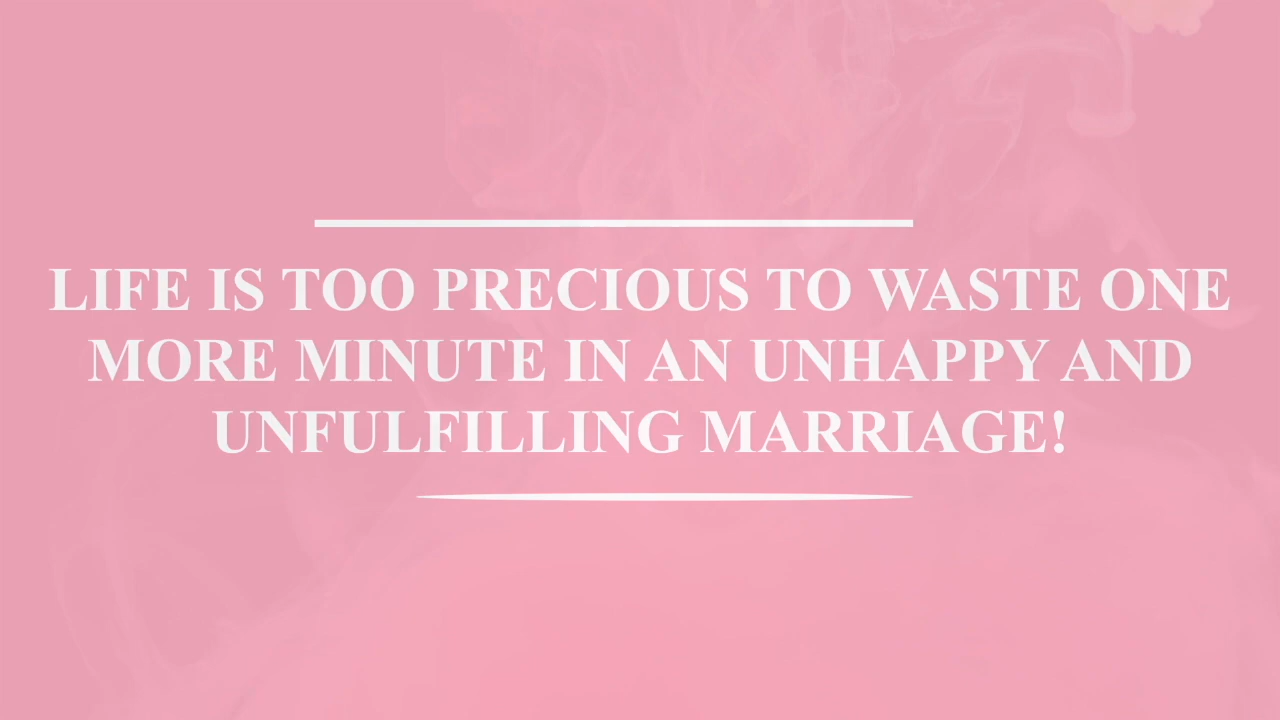 LIFE IS TOO PRECIOUS TO WASTE ONE
MORE MINUTE IN AN UNHAPPY AND
UNFULFILLING MARRIAGE!